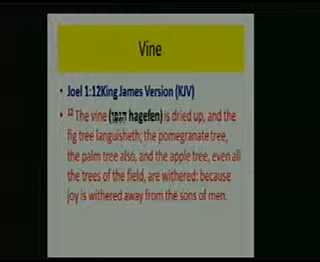 Vine
• Joel 1:12King James Version (KJV)
• 12 The vine (הגפן hagefen) is dried up, and the
fig tree languisheth; the pomegranate tree,
the palm tree also, and the apple tree, even all
the trees of the field, are withered: because
joy is withered away from the sons of men.